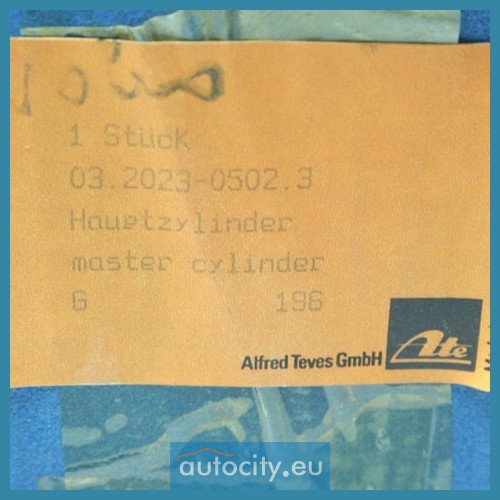 1 Stück
03.2023-0502.3
Hauptzylinder
master cylinder
G 196
Alfred Teves GmbH
Ate
autocity.eu